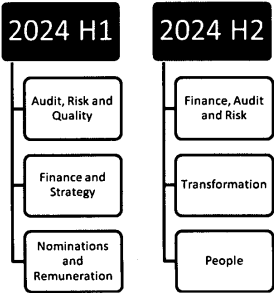 2024 H1
Audit, Risk and
Quality
Finance and
Strategy
Nominations
and
Remuneration
2024 H2
Finance, Audit
and Risk
Transformation
People